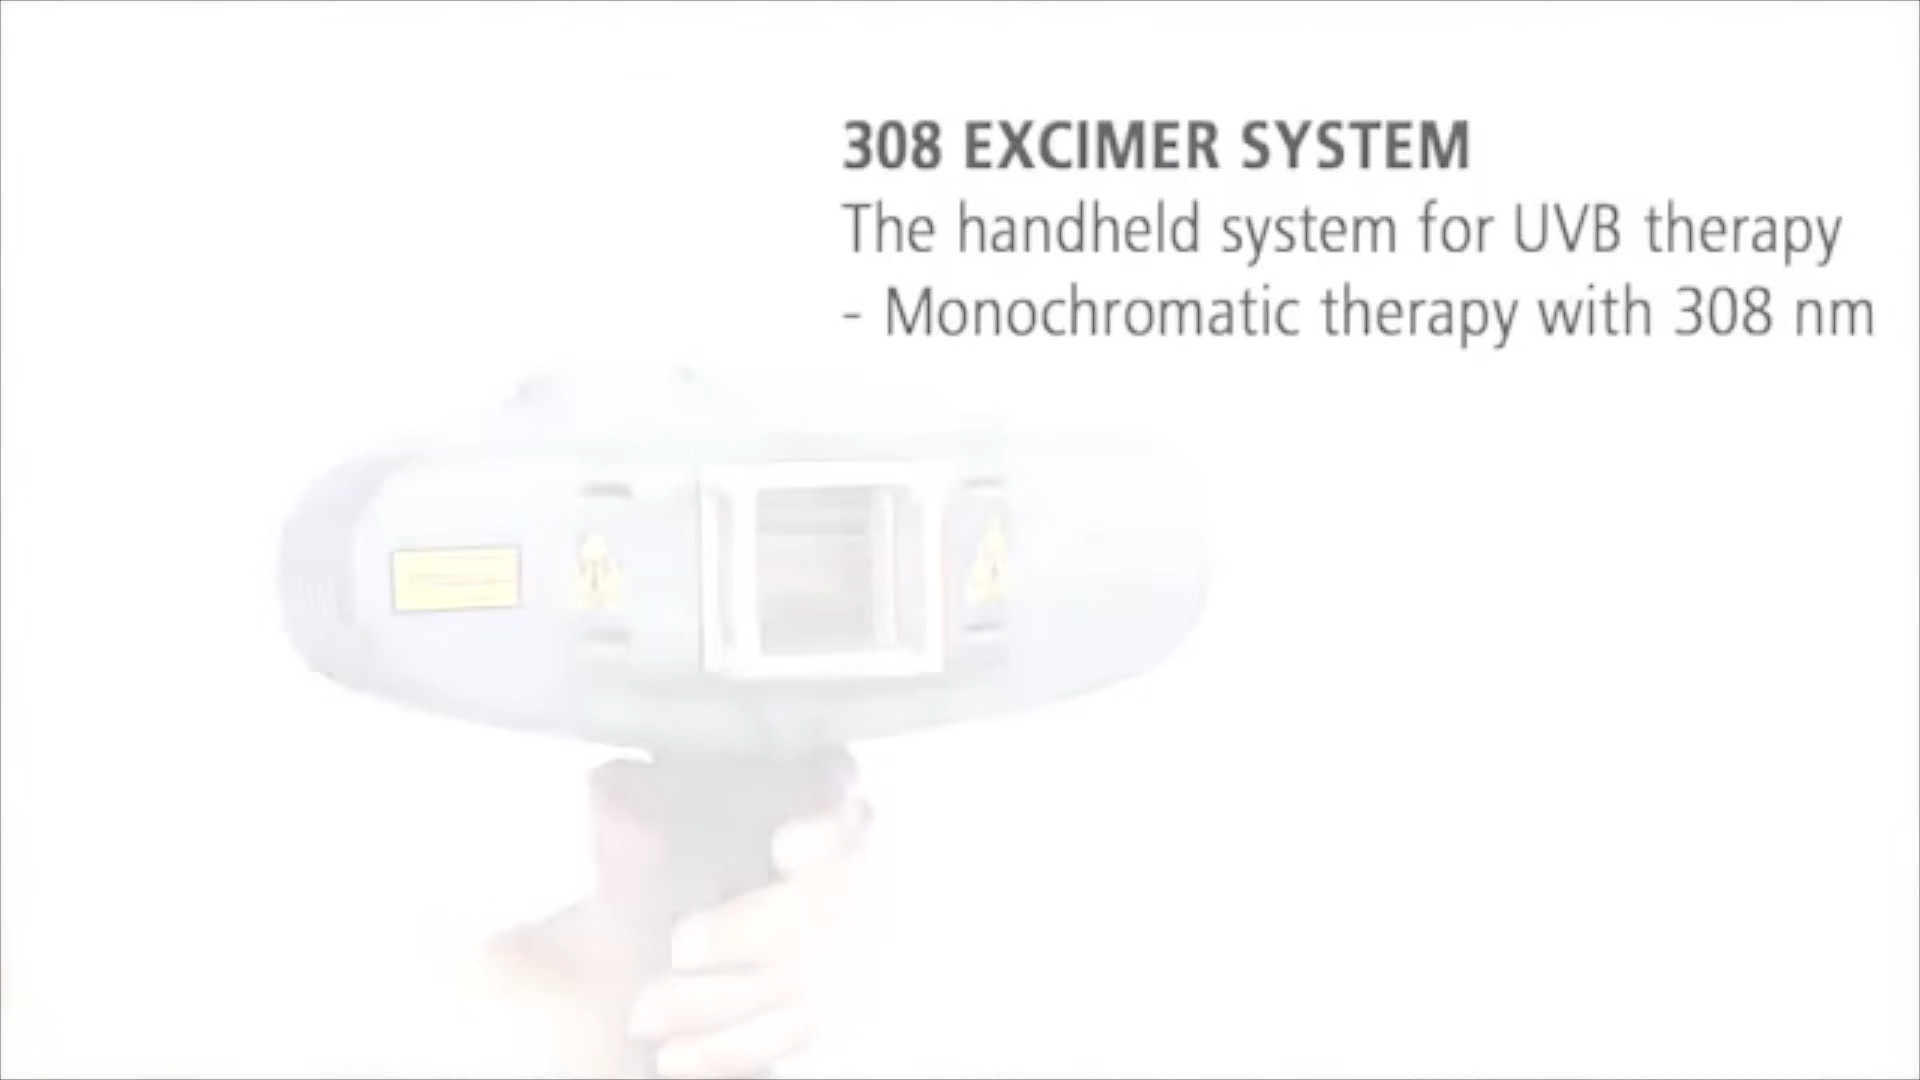 308 EXCIMER SYSTEM
The handheld system for UVB therapy
- Monochromatic therapy with 308 nm